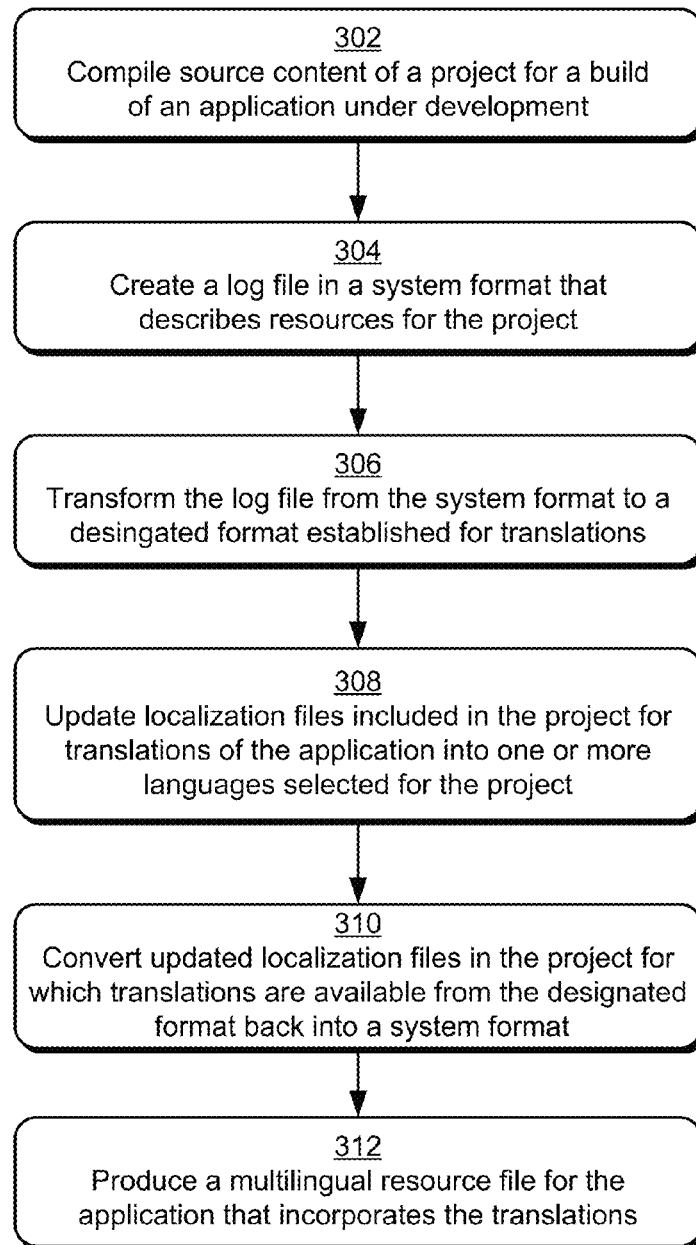 302
Compile source content of a project for a build
of an application under development
304
Create a log file in a system format that
describes resources for the project
306
Transform the log file from the system format to a
desingated format established for translations
308
Update localization files included in the project for
translations of the application into one or more
languages selected for the project
310
Convert updated localization files in the project for
which translations are available from the designated
format back into a system format
312
Produce a multilingual resource file for the
application that incorporates the translations